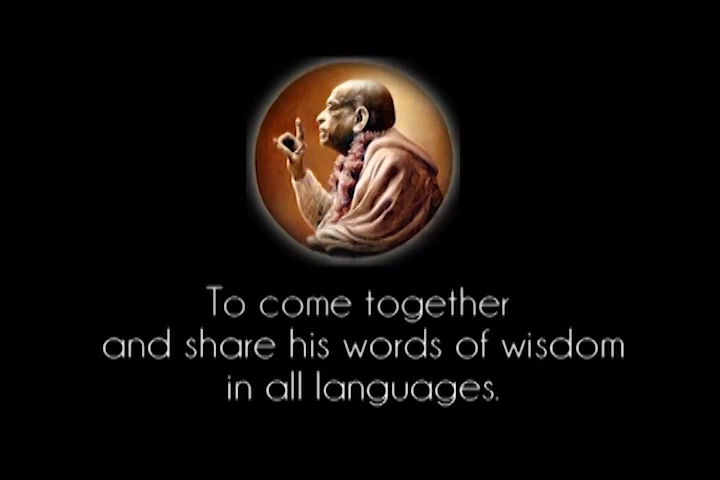 To come together
and share his words of wisdom
in all languages.